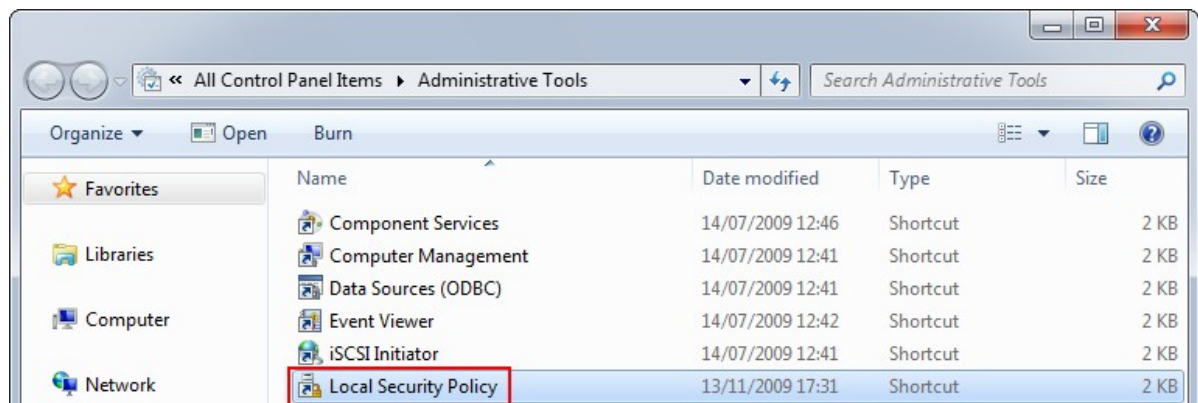 « All Control Panel Items ▸ Administrative Tools Search Administrative Tools
Organize Open Burn
Name Date modified Type Size
Favorites
Component Services 14/07/2009 12:46 Shortcut 2 KB
Libraries Computer Management 14/07/2009 12:41 Shortcut 2 KB
Data Sources (ODBC) 14/07/2009 12:41 Shortcut 2 KB
Computer Event Viewer 14/07/2009 12:42 Shortcut 2 KB
iSCSI Initiator 14/07/2009 12:41 Shortcut 2 KB
Network Local Security Policy 13/11/2009 17:31 Shortcut 2 KB